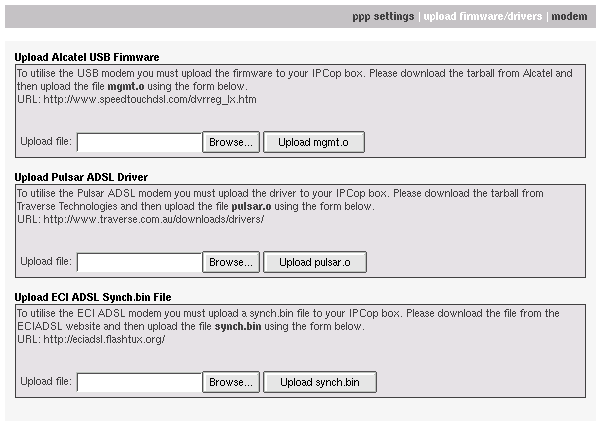 ppp settings | upload firmware/drivers | modem
Upload Alcatel USB Firmware
To utilise the USB modem you must upload the firmware to your IPCop box. Please download the tarball from Alcatel and
then upload the file mgmt.o using the form below.
URL: http://www.speedtouchdsl.com/dvrreg_lx.htm
Upload file: Browse... Upload mgmt.o
Upload Pulsar ADSL Driver
To utilise the Pulsar ADSL modem you must upload the driver to your IPCop box. Please download the tarball from
Traverse Technologies and then upload the file pulsar.o using the form below.
URL: http://www.traverse.com.au/downloads/drivers/
Upload file: Browse... Upload pulsar.o
Upload ECI ADSL Synch.bin File
To utilise the ECI ADSL modem you must upload a synch.bin file to your IPCop box. Please download the file from the
ECIADSL website and then upload the file synch.bin using the form below.
URL: http://eciadsl.flashtux.org/
Upload file: Browse... Upload synch.bin